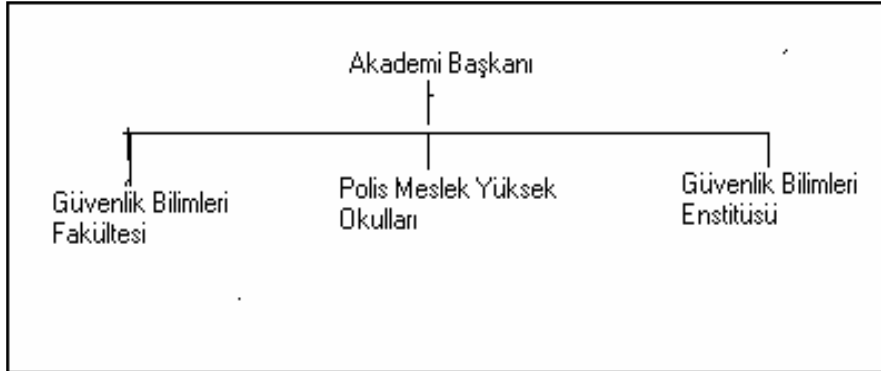 Akademi Başkanı
Güvenlik Bilimleri
Fakültesi
Polis Meslek Yüksek
Okulları
Güvenlik Bilimleri
Enstitüsü